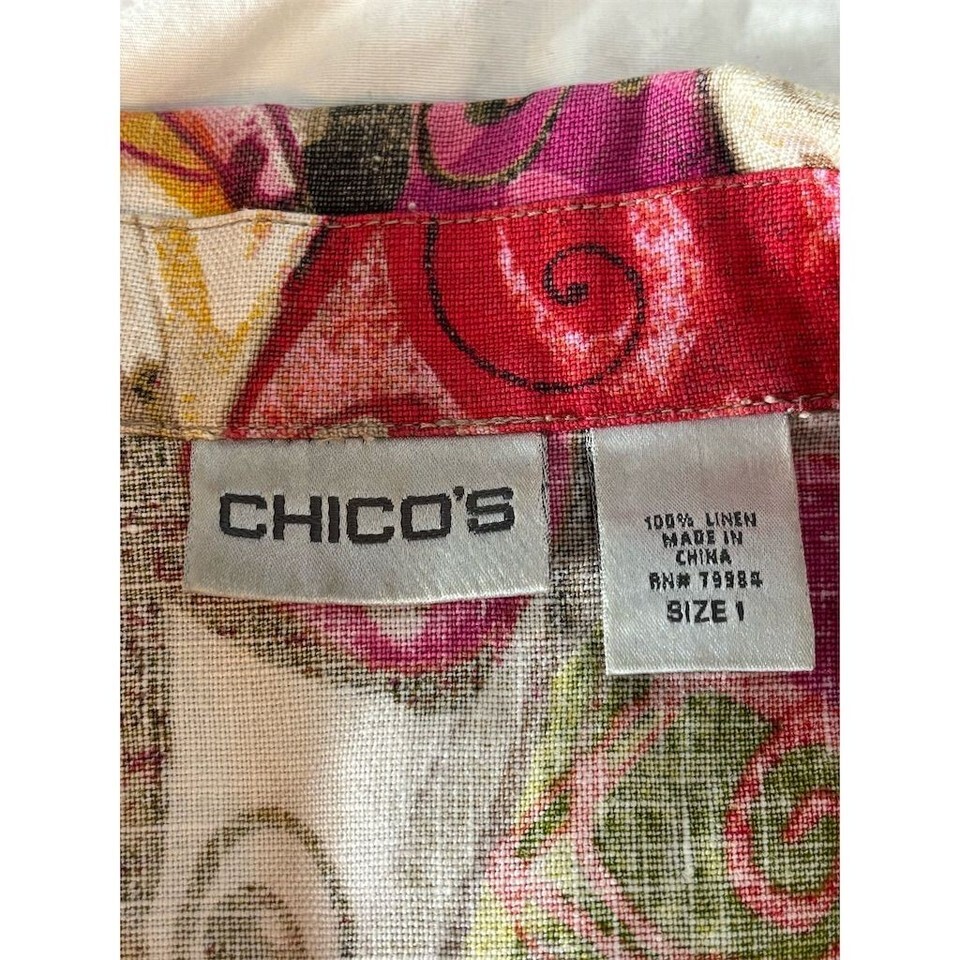 CHICO'S
100% LINEN
MADE IN
CHINA
RN# 79984
SIZE 1